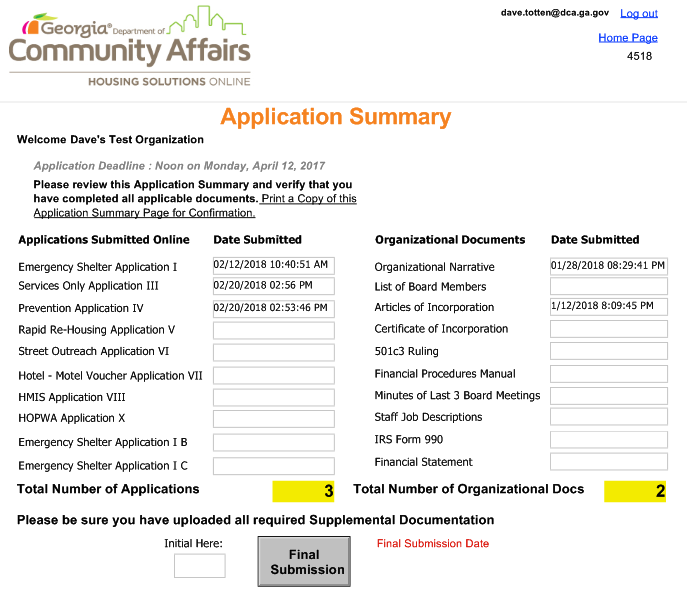 dave.totten@dca.ga.gov Log out
Georgia® Department of
Community Affairs
HOUSING SOLUTIONS ONLINE
Home Page
4518
Application Summary
Welcome Dave's Test Organization
Application Deadline : Noon on Monday, April 12, 2017
Please review this Application Summary and verify that you
have completed all applicable documents. Print a Copy of this
Application Summary Page for Confirmation.
Applications Submitted Online Date Submitted
Emergency Shelter Application I 02/12/2018 10:40:51 AM
Services Only Application III 02/20/2018 02:56 PM
Prevention Application IV 02/20/2018 02:53:46 PM
Rapid Re-Housing Application V
Street Outreach Application VI
Hotel - Motel Voucher Application VII
HMIS Application VIII
HOPWA Application X
Emergency Shelter Application I B
Emergency Shelter Application I C
Total Number of Applications 3
Organizational Documents Date Submitted
Organizational Narrative 01/28/2018 08:29:41 PM
List of Board Members
Articles of Incorporation 1/12/2018 8:09:45 PM
Certificate of Incorporation
501c3 Ruling
Financial Procedures Manual
Minutes of Last 3 Board Meetings
Staff Job Descriptions
IRS Form 990
Financial Statement
Total Number of Organizational Docs 2
Please be sure you have uploaded all required Supplemental Documentation
Initial Here:
Final
Submission
Final Submission Date